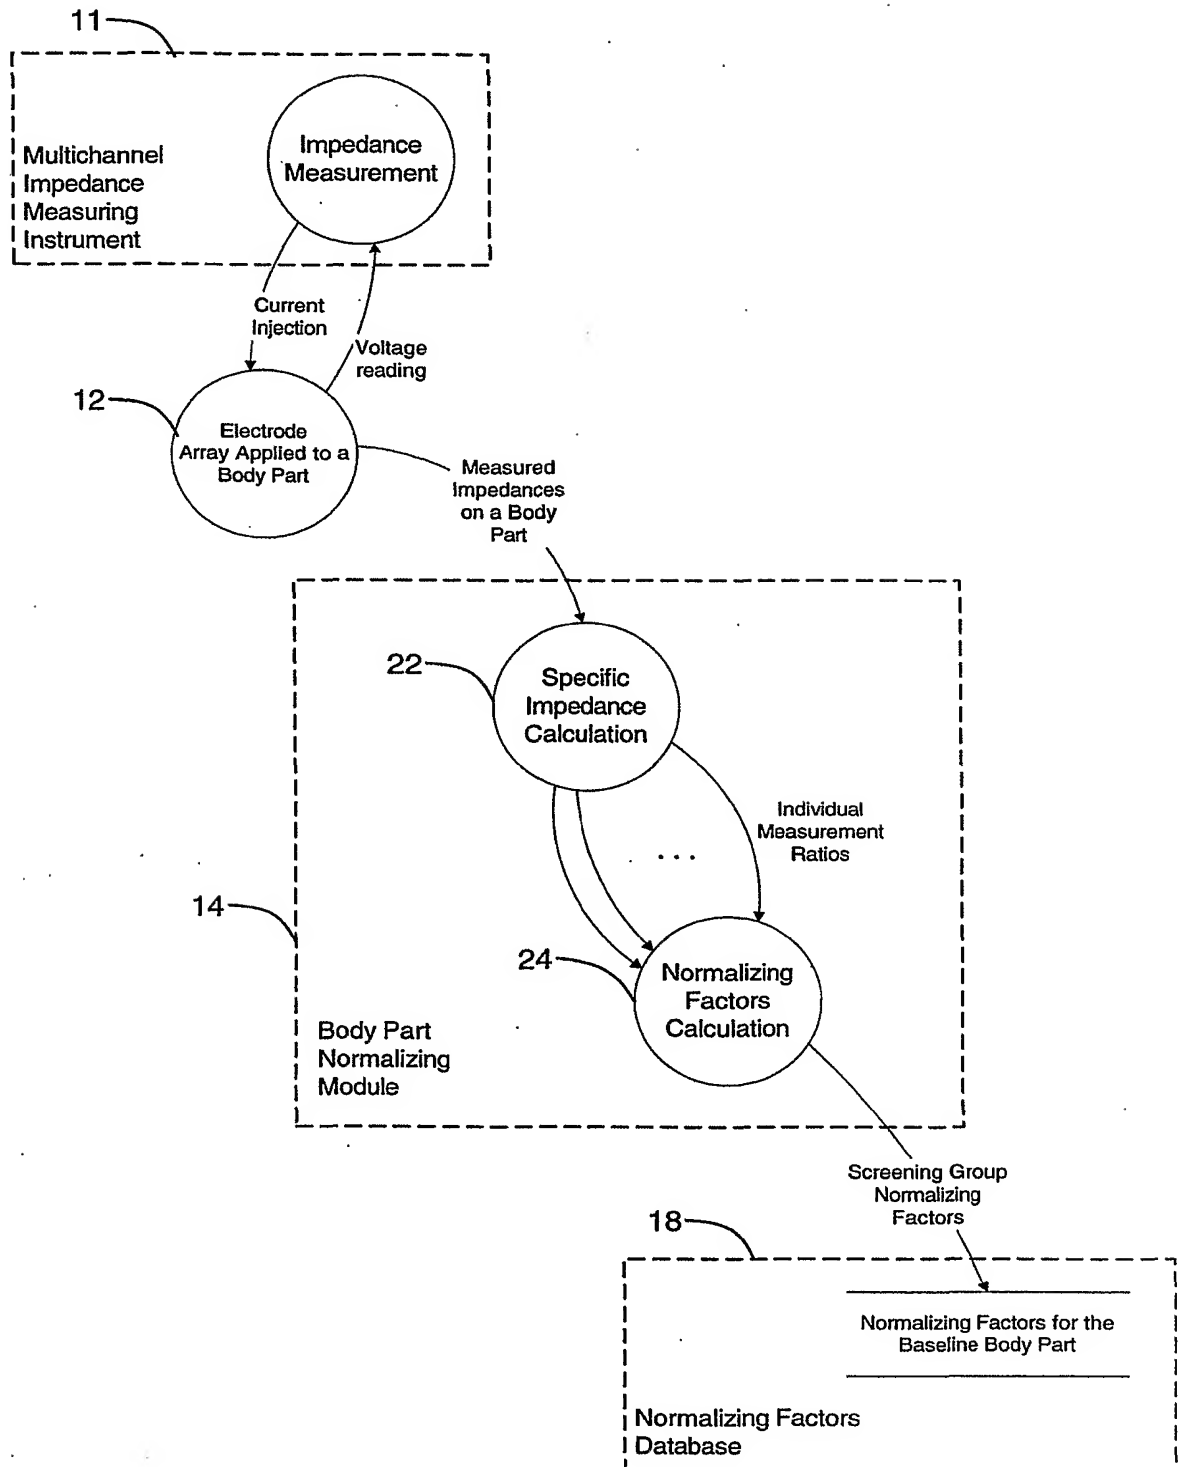 11
Impedance
Measurement
Multichannel
Impedance
Measuring
Instrument
Current
Injection
Voltage
reading
12
Electrode
Array Applied to a
Body Part
Measured
Impedances
on a Body
Part
22
Specific
Impedance
Calculation
Individual
Measurement
Ratios
...
14
24
Normalizing
Factors
Calculation
Body Part
Normalizing
Module
Screening Group
Normalizing
Factors
18
Normalizing Factors for the
Baseline Body Part
Normalizing Factors
Database